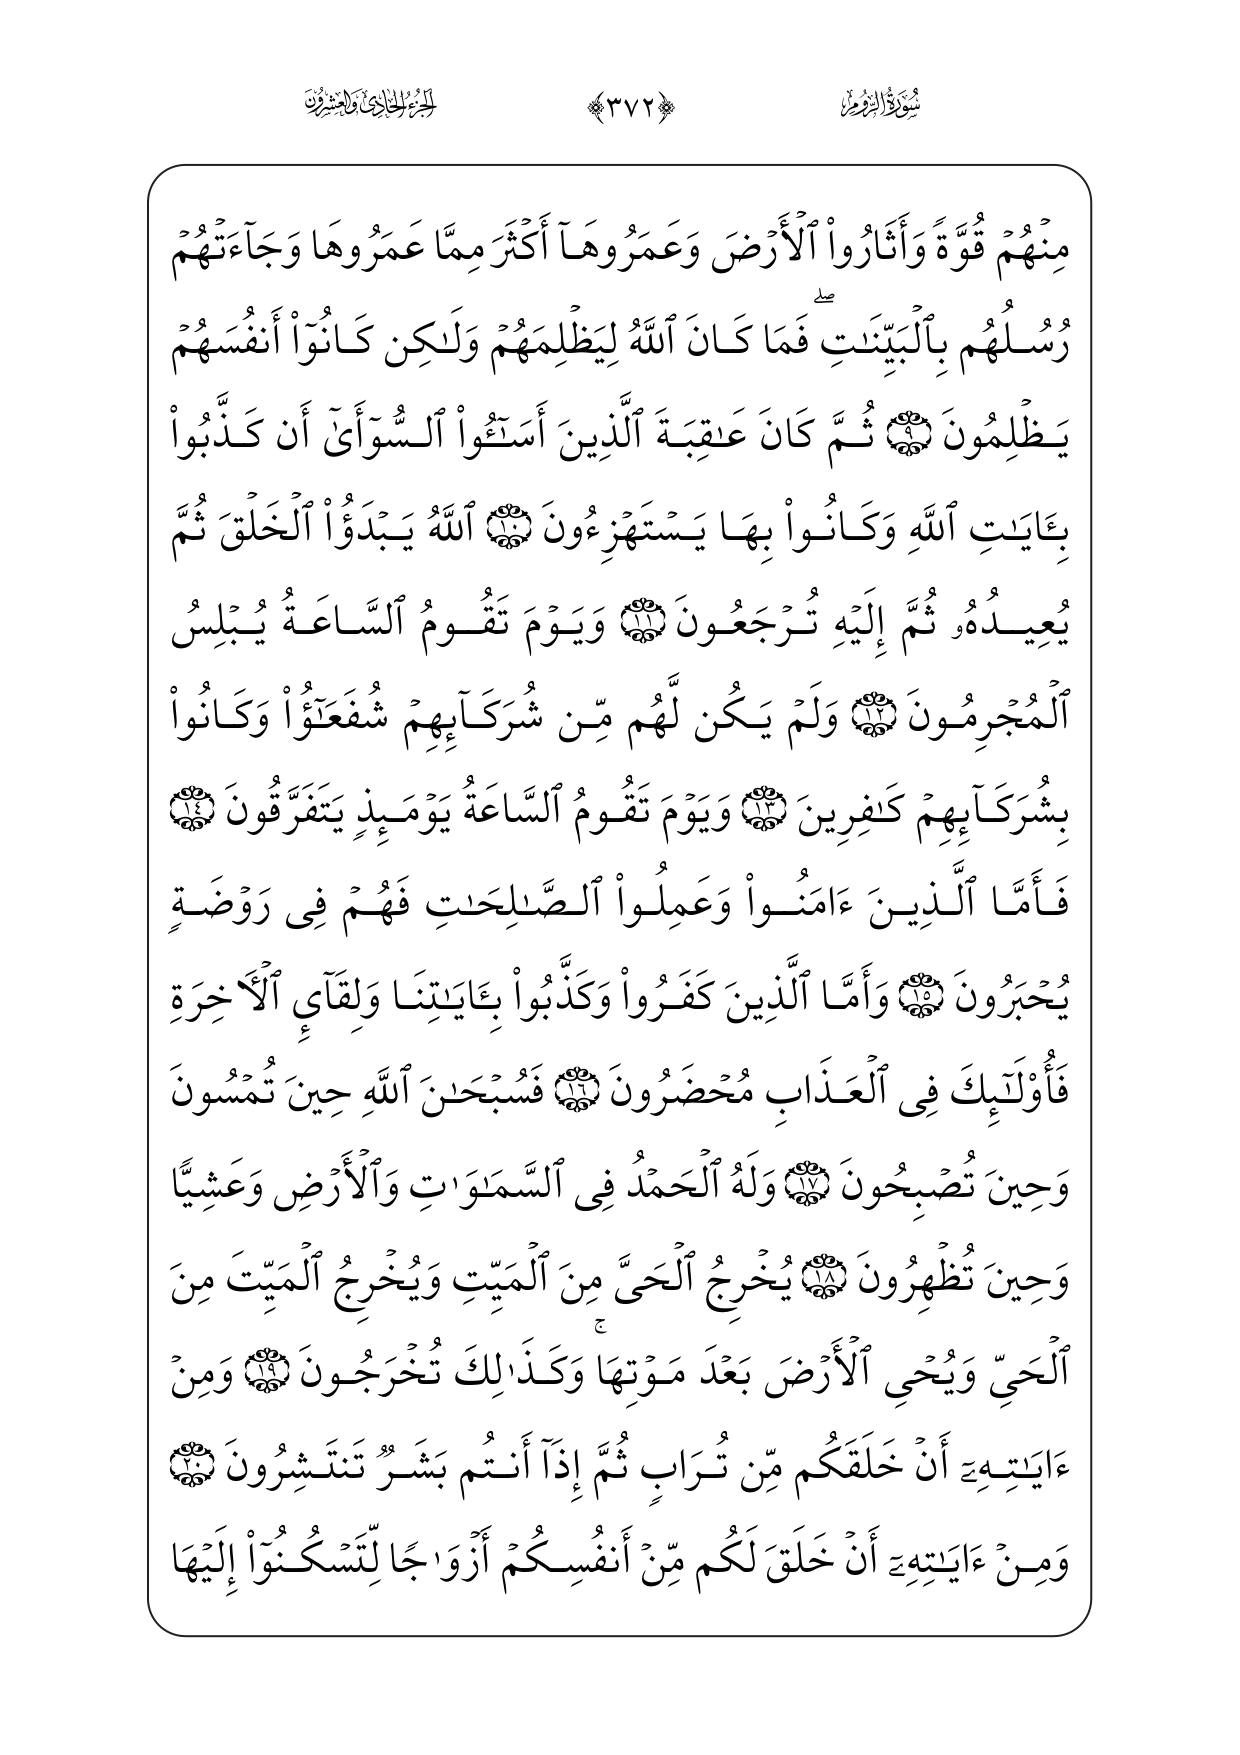 سُورَةُ الرُّومِ ﴿٣٧٢﴾ الجُزْءُ الحَادِى وَالعِشْرُونَ
مِنۡهُمۡ قُوَّةٗ وَأَثَارُواْ ٱلۡأَرۡضَ وَعَمَرُوهَآ أَكۡثَرَ مِمَّا عَمَرُوهَا وَجَآءَتۡهُمۡ
رُسُلُهُم بِٱلۡبَيِّنَٰتِۖ فَمَا كَانَ ٱللَّهُ لِيَظۡلِمَهُمۡ وَلَٰكِن كَانُوٓاْ أَنفُسَهُمۡ
يَظۡلِمُونَ ٩ ثُمَّ كَانَ عَٰقِبَةَ ٱلَّذِينَ أَسَٰٓـُٔواْ ٱلسُّوٓأَىٰٓ أَن كَذَّبُواْ
بِـَٔايَٰتِ ٱللَّهِ وَكَانُواْ بِهَا يَسۡتَهۡزِءُونَ ١٠ ٱللَّهُ يَبۡدَؤُاْ ٱلۡخَلۡقَ ثُمَّ
يُعِيدُهُۥ ثُمَّ إِلَيۡهِ تُرۡجَعُونَ ١١ وَيَوۡمَ تَقُومُ ٱلسَّاعَةُ يُبۡلِسُ
ٱلۡمُجۡرِمُونَ ١٢ وَلَمۡ يَكُن لَّهُم مِّن شُرَكَآئِهِمۡ شُفَعَٰٓؤُاْ وَكَانُواْ
بِشُرَكَآئِهِمۡ كَٰفِرِينَ ١٣ وَيَوۡمَ تَقُومُ ٱلسَّاعَةُ يَوۡمَئِذٖ يَتَفَرَّقُونَ ١٤
فَأَمَّا ٱلَّذِينَ ءَامَنُواْ وَعَمِلُواْ ٱلصَّٰلِحَٰتِ فَهُمۡ فِى رَوۡضَةٖ
يُحۡبَرُونَ ١٥ وَأَمَّا ٱلَّذِينَ كَفَرُواْ وَكَذَّبُواْ بِـَٔايَٰتِنَا وَلِقَآيِٕ ٱلۡأٓخِرَةِ
فَأُوْلَٰٓئِكَ فِى ٱلۡعَذَابِ مُحۡضَرُونَ ١٦ فَسُبۡحَٰنَ ٱللَّهِ حِينَ تُمۡسُونَ
وَحِينَ تُصۡبِحُونَ ١٧ وَلَهُ ٱلۡحَمۡدُ فِى ٱلسَّمَٰوَٰتِ وَٱلۡأَرۡضِ وَعَشِيّٗا
وَحِينَ تُظۡهِرُونَ ١٨ يُخۡرِجُ ٱلۡحَىَّ مِنَ ٱلۡمَيِّتِ وَيُخۡرِجُ ٱلۡمَيِّتَ مِنَ
ٱلۡحَىِّ وَيُحۡىِ ٱلۡأَرۡضَ بَعۡدَ مَوۡتِهَاۚ وَكَذَٰلِكَ تُخۡرَجُونَ ١٩ وَمِنۡ
ءَايَٰتِهِۦٓ أَنۡ خَلَقَكُم مِّن تُرَابٖ ثُمَّ إِذَآ أَنتُم بَشَرٞ تَنتَشِرُونَ ٢٠
وَمِنۡ ءَايَٰتِهِۦٓ أَنۡ خَلَقَ لَكُم مِّنۡ أَنفُسِكُمۡ أَزۡوَٰجٗا لِّتَسۡكُنُوٓاْ إِلَيۡهَا